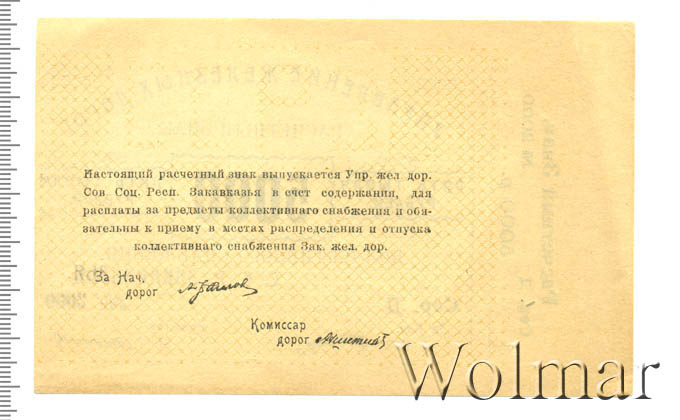 Настоящий расчетный знак выпускается Упр. жел дор.
Сов Соц. Респ. Закавказья в счет содержания, для
расплаты за предметы коллективнаго снабжения и обя-
зательны к приему в местах распределения и отпуска
коллективнаго снабжения Зак. жел. дор.
За Нач.
дорог
Комиссар
дорог
Wolmar